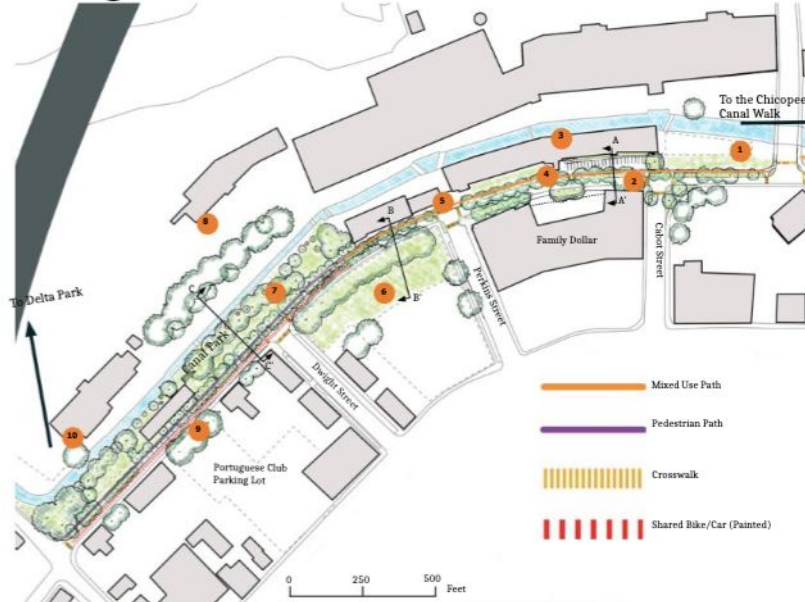 To the Chicopee
Canal Walk
1
3
A
4
2
5
A'
B
8
Family Dollar
Cabot Street
C
7
6
B'
Perkins Street
To Delta Park
Canal Park
C'
Dwight Street
Mixed Use Path
10
9
Pedestrian Path
Portuguese Club
Parking Lot
Crosswalk
Shared Bike/Car (Painted)
0
250
500
Feet